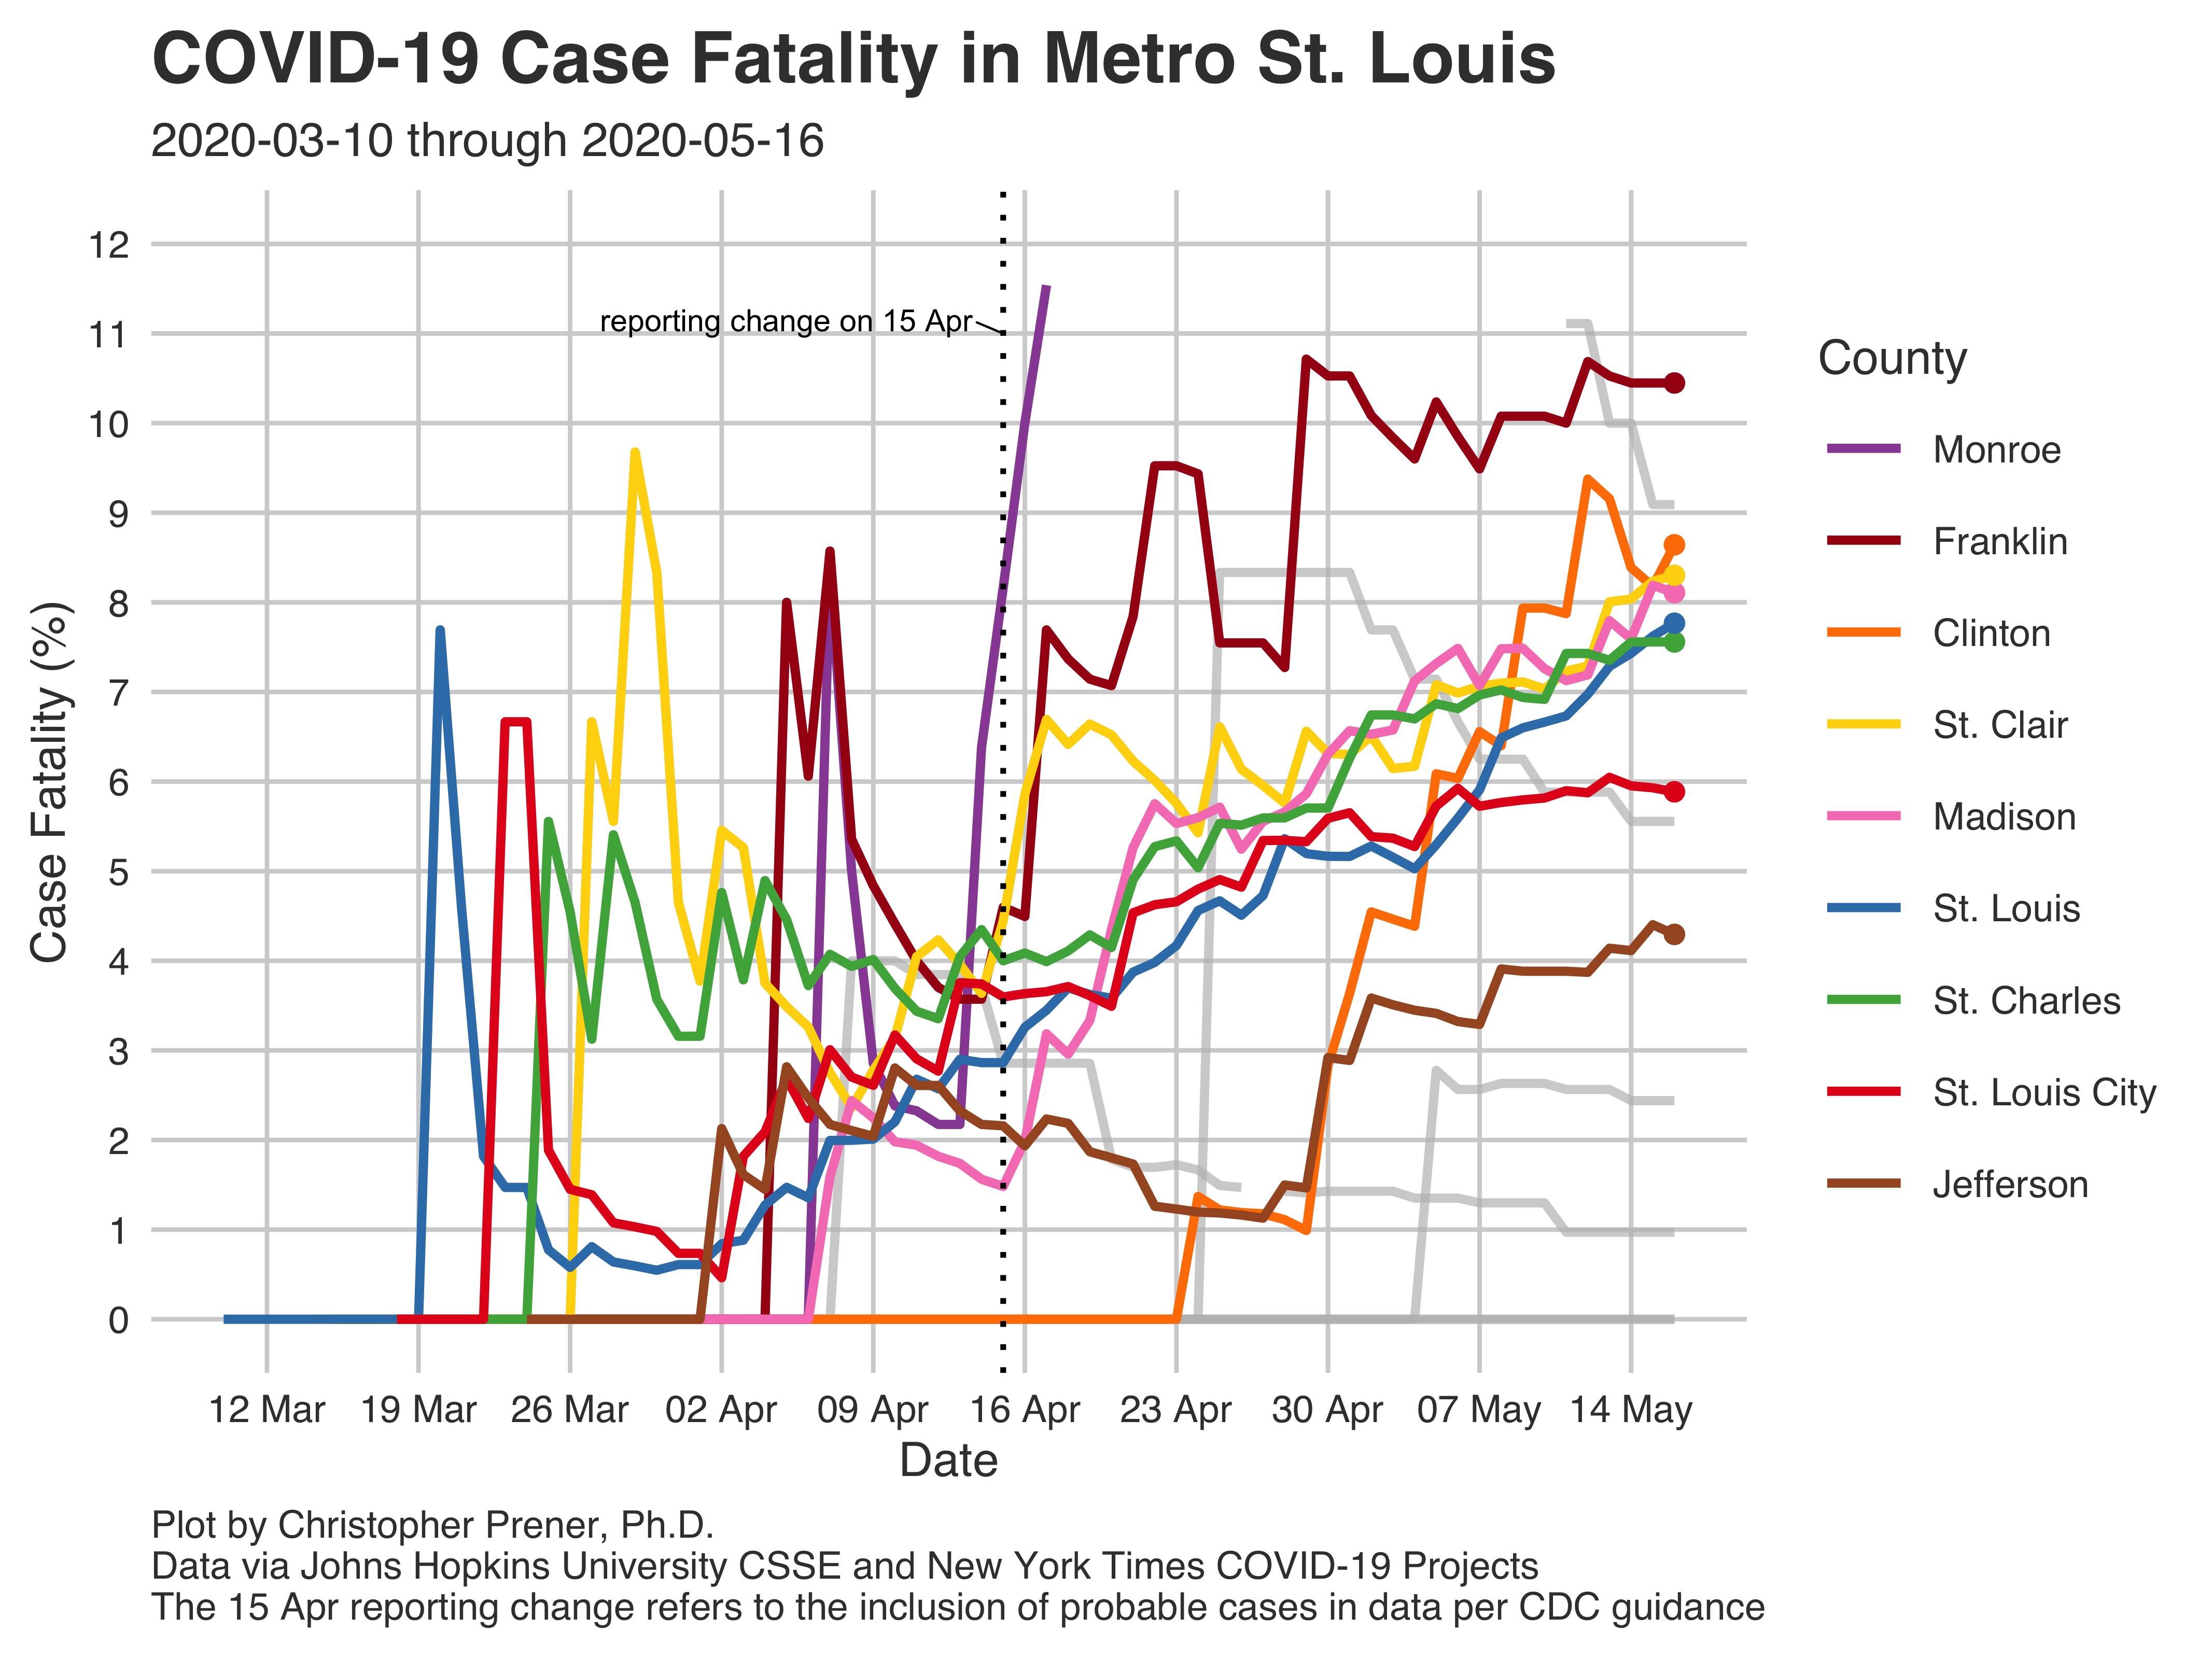 COVID-19 Case Fatality in Metro St. Louis
2020-03-10 through 2020-05-16
12
11
10
9
8
7
6
5
4
3
2
1
0
Case Fatality (%)
reporting change on 15 Apr
12 Mar 19 Mar 26 Mar 02 Apr 09 Apr 16 Apr 23 Apr 30 Apr 07 May 14 May
Date
County
Monroe
Franklin
Clinton
St. Clair
Madison
St. Louis
St. Charles
St. Louis City
Jefferson
Plot by Christopher Prener, Ph.D.
Data via Johns Hopkins University CSSE and New York Times COVID-19 Projects
The 15 Apr reporting change refers to the inclusion of probable cases in data per CDC guidance